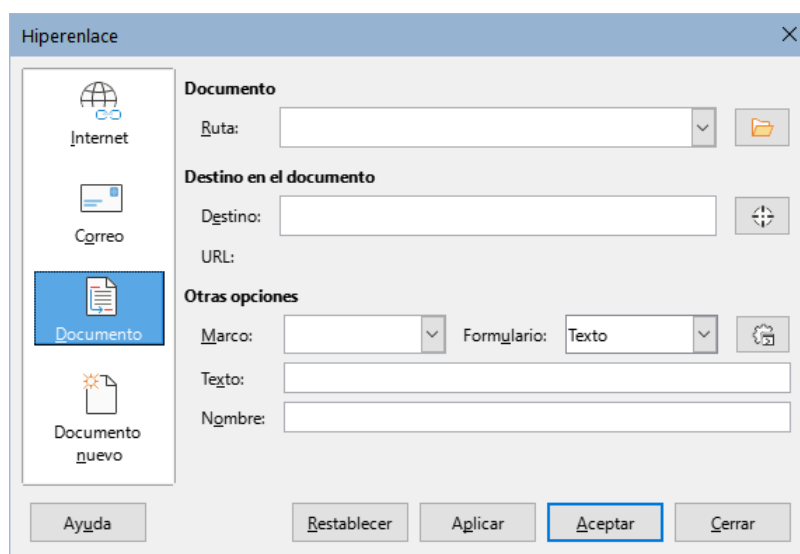 Hiperenlace
Internet
Correo
Documento
Documento
nuevo
Documento
Ruta:
Destino en el documento
Destino:
URL:
Otras opciones
Marco:
Formulario: Texto
Texto:
Nombre:
Ayuda
Restablecer
Aplicar
Aceptar
Cerrar